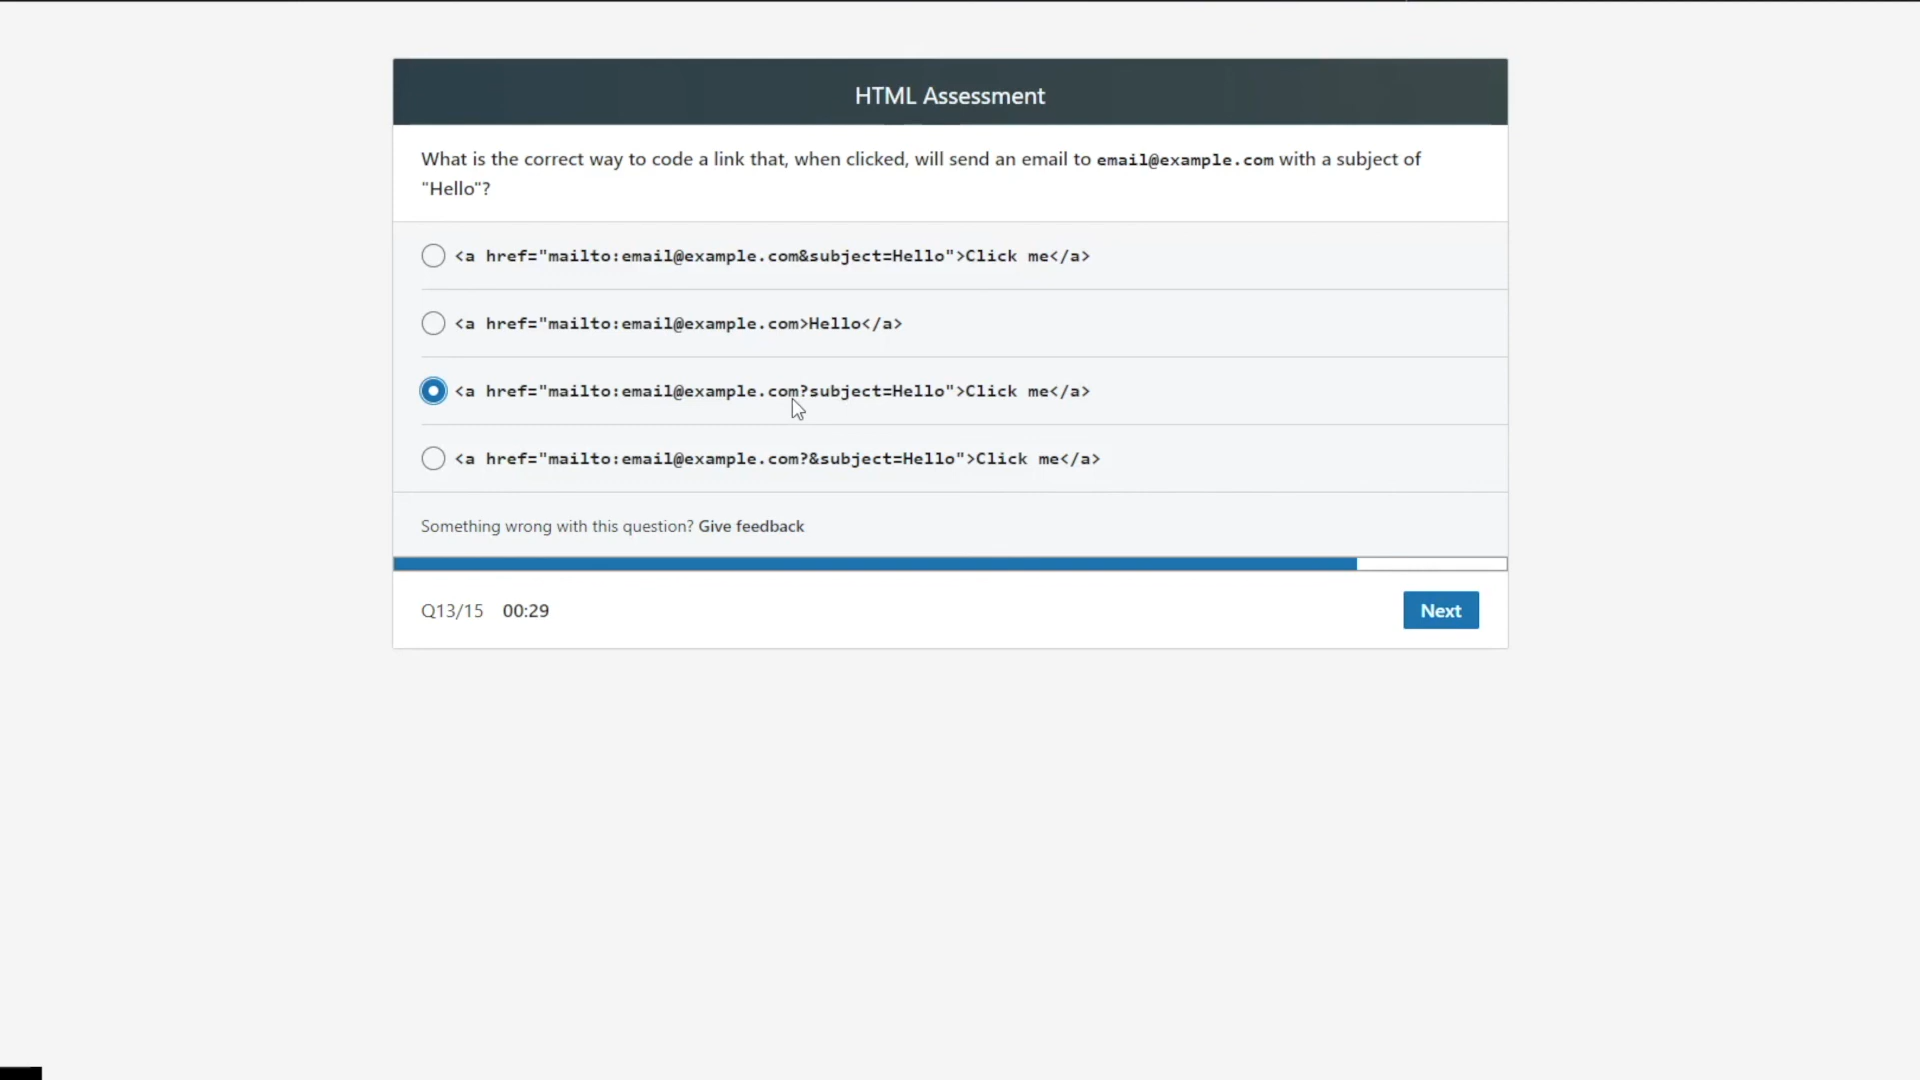 HTML Assessment
What is the correct way to code a link that, when clicked, will send an email to email@example.com with a subject of
"Hello"?
<a href="mailto:email@example.com&subject=Hello">Click me</a>
<a href="mailto:email@example.com>Hello</a>
<a href="mailto:email@example.com?subject=Hello">Click me</a>
<a href="mailto:email@example.com?&subject=Hello">Click me</a>
Something wrong with this question? Give feedback
Q13/15 00:29
Next